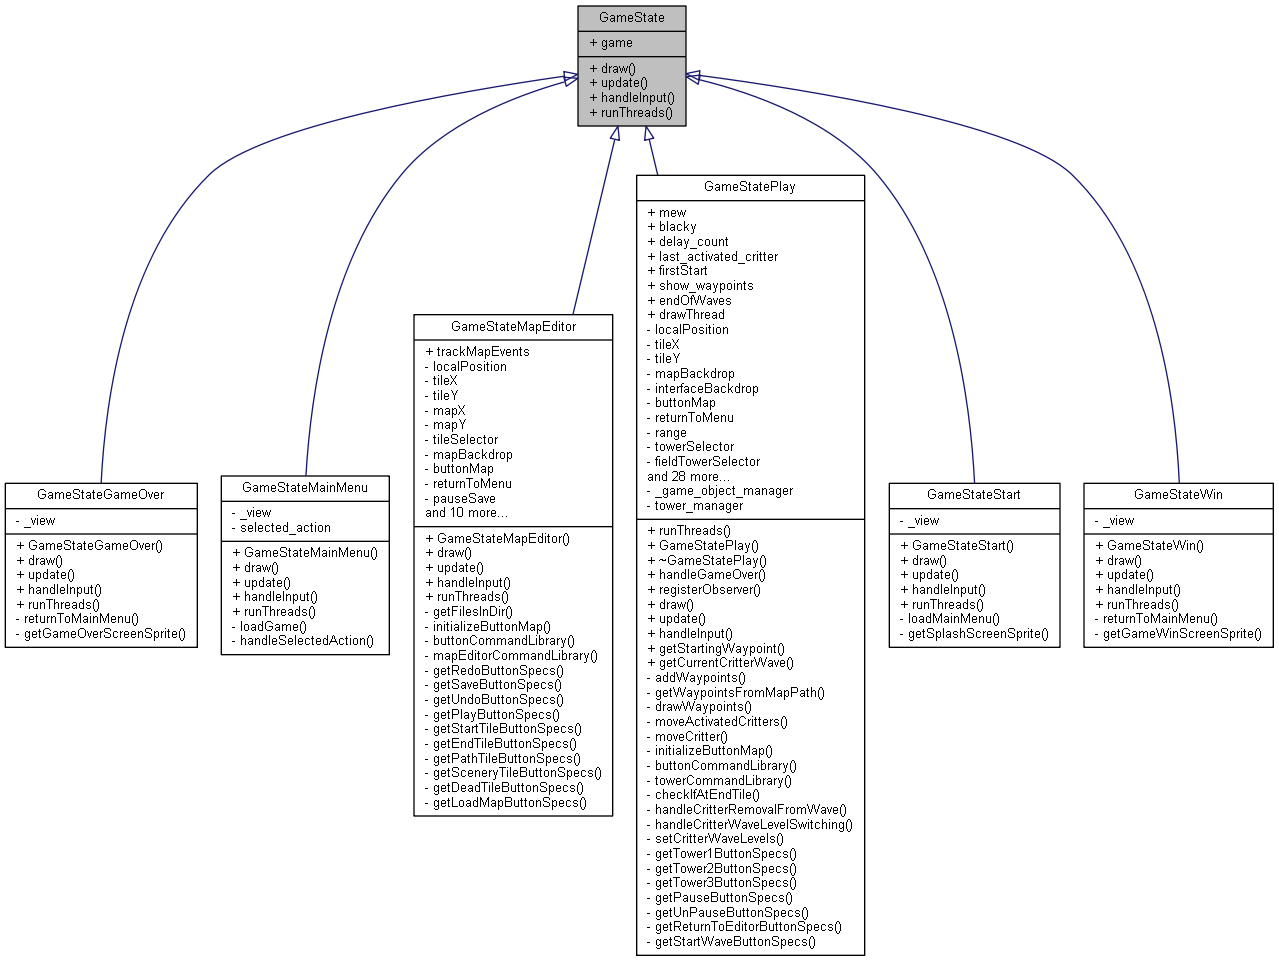 GameState
+ game
+ draw()
+ update()
+ handleInput()
+ runThreads()
GameStateGameOver
- _view
+ GameStateGameOver()
+ draw()
+ update()
+ handleInput()
+ runThreads()
- returnToMainMenu()
- getGameOverScreenSprite()
GameStateMainMenu
- _view
- selected_action
+ GameStateMainMenu()
+ draw()
+ update()
+ handleInput()
+ runThreads()
- loadGame()
- handleSelectedAction()
GameStateMapEditor
+ trackMapEvents
- localPosition
- tileX
- tileY
- mapX
- mapY
- tileSelector
- mapBackdrop
- buttonMap
- returnToMenu
- pauseSave
and 10 more...
+ GameStateMapEditor()
+ draw()
+ update()
+ handleInput()
+ runThreads()
- getFilesInDir()
- initializeButtonMap()
- buttonCommandLibrary()
- mapEditorCommandLibrary()
- getRedoButtonSpecs()
- getSaveButtonSpecs()
- getUndoButtonSpecs()
- getPlayButtonSpecs()
- getStartTileButtonSpecs()
- getEndTileButtonSpecs()
- getPathTileButtonSpecs()
- getSceneryTileButtonSpecs()
- getDeadTileButtonSpecs()
- getLoadMapButtonSpecs()
GameStatePlay
+ mew
+ blacky
+ delay_count
+ last_activated_critter
+ firstStart
+ show_waypoints
+ endOfWaves
+ drawThread
- localPosition
- tileX
- tileY
- mapBackdrop
- interfaceBackdrop
- buttonMap
- returnToMenu
- range
- towerSelector
- fieldTowerSelector
and 28 more...
- _game_object_manager
- tower_manager
+ runThreads()
+ GameStatePlay()
+ ~GameStatePlay()
+ handleGameOver()
+ registerObserver()
+ draw()
+ update()
+ handleInput()
+ getStartingWaypoint()
+ getCurrentCritterWave()
- addWaypoints()
- getWaypointsFromMapPath()
- drawWaypoints()
- moveActivatedCritters()
- moveCritter()
- initializeButtonMap()
- buttonCommandLibrary()
- towerCommandLibrary()
- checkIfAtEndTile()
- handleCritterRemovalFromWave()
- handleCritterWaveLevelSwitching()
- setCritterWaveLevels()
- getTower1ButtonSpecs()
- getTower2ButtonSpecs()
- getTower3ButtonSpecs()
- getPauseButtonSpecs()
- getUnPauseButtonSpecs()
- getReturnToEditorButtonSpecs()
- getStartWaveButtonSpecs()
GameStateStart
- _view
+ GameStateStart()
+ draw()
+ update()
+ handleInput()
+ runThreads()
- loadMainMenu()
- getSplashScreenSprite()
GameStateWin
- _view
+ GameStateWin()
+ draw()
+ update()
+ handleInput()
+ runThreads()
- returnToMainMenu()
- getGameWinScreenSprite()